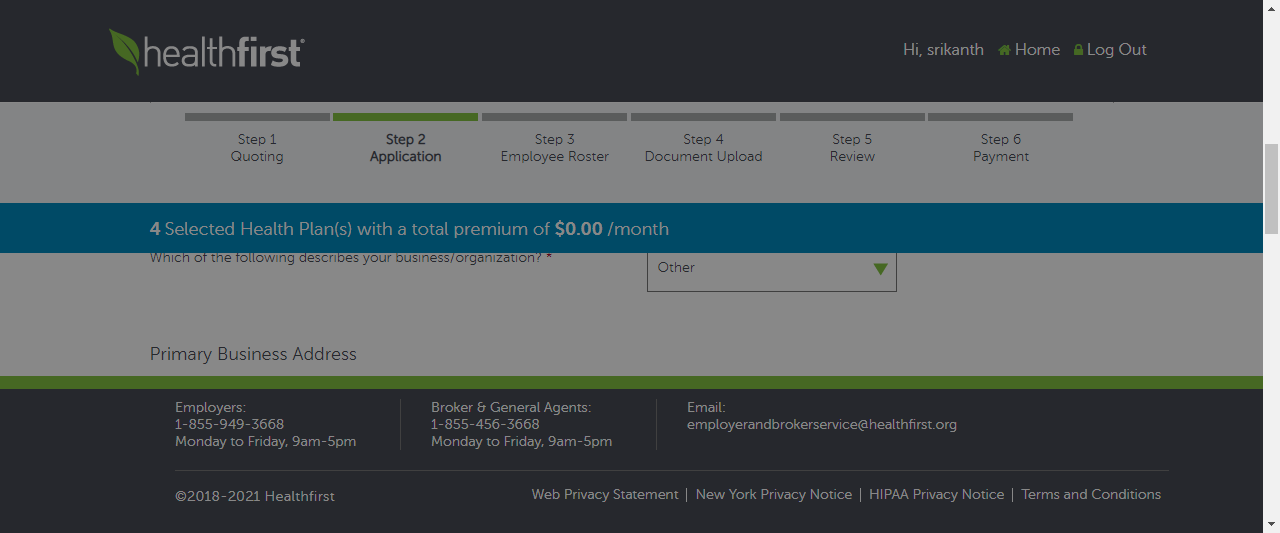 healthfirst®
Hi, srikanth Home Log Out
Step 1
Quoting
Step 2
Application
Step 3
Employee Roster
Step 4
Document Upload
Step 5
Review
Step 6
Payment
4 Selected Health Plan(s) with a total premium of $0.00 /month
Which of the following describes your business/organization? *
Other
Primary Business Address
Employers:
1-855-949-3668
Monday to Friday, 9am-5pm
Broker & General Agents:
1-855-456-3668
Monday to Friday, 9am-5pm
Email:
employerandbrokerservice@healthfirst.org
©2018-2021 Healthfirst
Web Privacy Statement | New York Privacy Notice | HIPAA Privacy Notice | Terms and Conditions